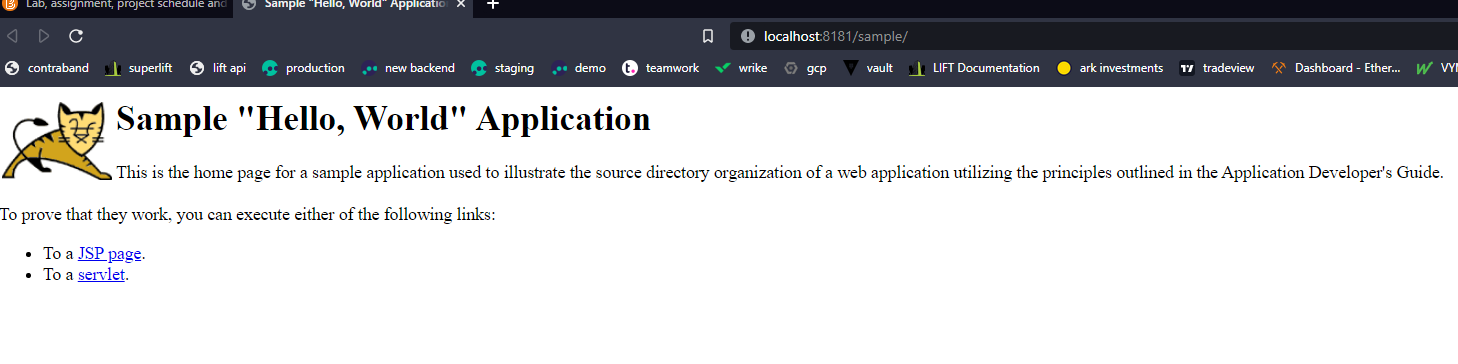 Lab, assignment, project schedule and
Sample "Hello, World" Applicatio
localhost:8181/sample/
contraband superlift lift api production new backend staging demo teamwork wrike gcp vault LIFT Documentation ark investments tradeview Dashboard - Ether... VYN
Sample "Hello, World" Application
This is the home page for a sample application used to illustrate the source directory organization of a web application utilizing the principles outlined in the Application Developer's Guide.
To prove that they work, you can execute either of the following links:
• To a JSP page.
• To a servlet.